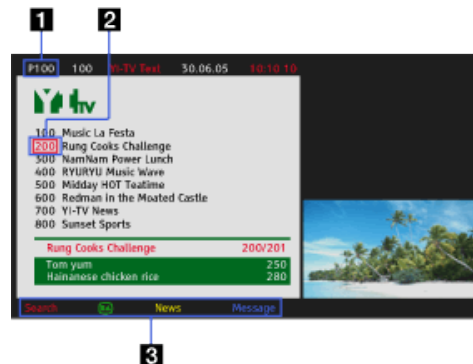 1 2
P100 100 Yi-TV Text 30.06.05 10:10 10
Yi tv
100 Music La Festa
200 Rung Cooks Challenge
300 NamNam Power Lunch
400 RYURYU Music Wave
500 Midday HOT Teatime
600 Redman in the Moated Castle
700 YI-TV News
800 Sunset Sports
Rung Cooks Challenge 200/201
Tom yum 250
Hainanese chicken rice 280
Search News Message
3